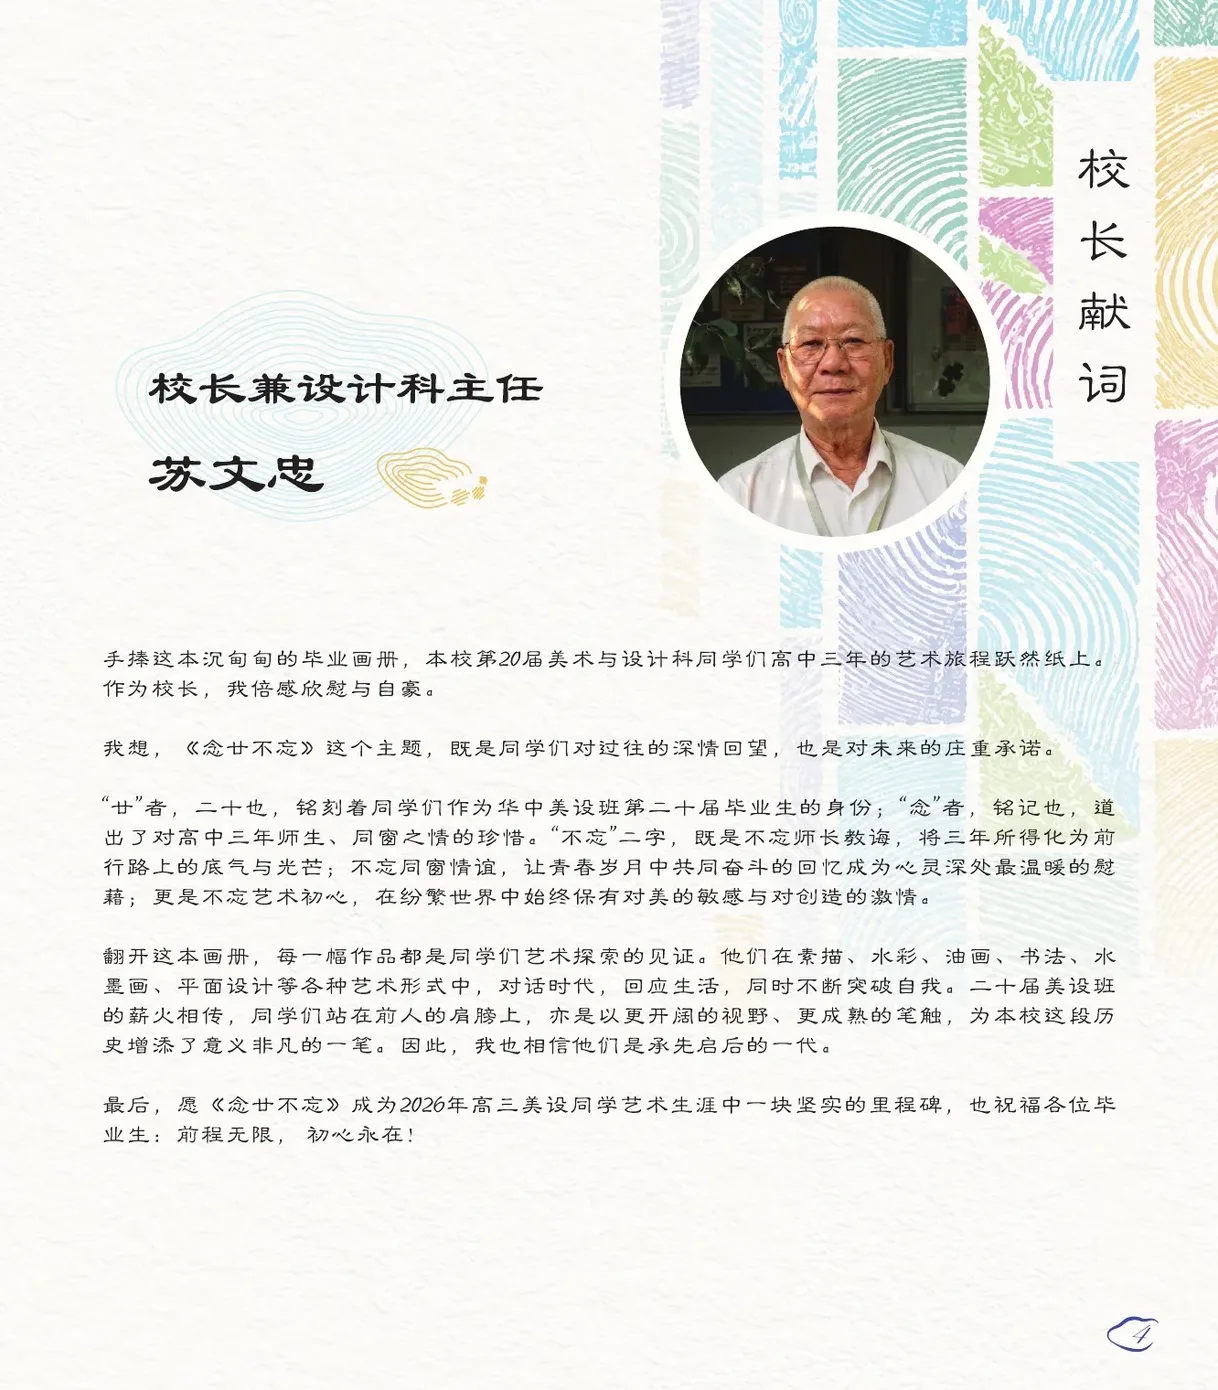 校长献词
校长兼设计科主任
苏文忠
手捧这本沉甸甸的毕业画册，本校第20届美术与设计科同学们高中三年的艺术旅程跃然纸上。
作为校长，我倍感欣慰与自豪。
我想，《念廿不忘》这个主题，既是同学们对过往的深情回望，也是对未来的庄重承诺。
“廿”者，二十也，铭刻着同学们作为华中美设班第二十届毕业生的身份；“念”者，铭记也，道
出了对高中三年师生、同窗之情的珍惜。“不忘”二字，既是不忘师长教诲，将三年所得化为前
行路上的底气与光芒；不忘同窗情谊，让青春岁月中共同奋斗的回忆成为心灵深处最温暖的慰
藉；更是不忘艺术初心，在纷繁世界中始终保有对美的敏感与对创造的激情。
翻开这本画册，每一幅作品都是同学们艺术探索的见证。他们在素描、水彩、油画、书法、水
墨画、平面设计等各种艺术形式中，对话时代，回应生活，同时不断突破自我。二十届美设班
的薪火相传，同学们站在前人的肩膀上，亦是以更开阔的视野、更成熟的笔触，为本校这段历
史增添了意义非凡的一笔。因此，我也相信他们是承先启后的一代。
最后，愿《念廿不忘》成为2026年高三美设同学艺术生涯中一块坚实的里程碑，也祝福各位毕
业生：前程无限， 初心永在！
4